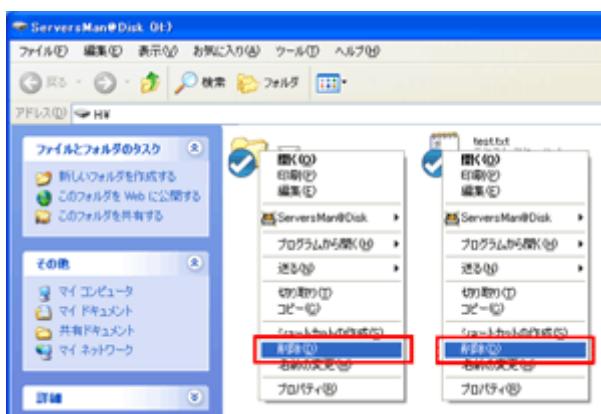 ServersMan@Disk (H:)
ファイル(F) 編集(E) 表示(V) お気に入り(A) ツール(T) ヘルプ(H)
戻る 検索 フォルダ
アドレス(D) H:¥
ファイルとフォルダのタスク
新しいフォルダを作成する
このフォルダを Web に公開する
このフォルダを共有する
その他
マイ コンピュータ
マイ ドキュメント
共有ドキュメント
マイ ネットワーク
詳細
開く(O)
印刷(P)
編集(E)
ServersMan@Disk
プログラムから開く(H)
送る(N)
切り取り(T)
コピー(C)
ショートカットの作成(S)
削除(D)
名前の変更(M)
プロパティ(R)
test.txt
開く(O)
印刷(P)
編集(E)
ServersMan@Disk
プログラムから開く(H)
送る(N)
切り取り(T)
コピー(C)
ショートカットの作成(S)
削除(D)
名前の変更(M)
プロパティ(R)